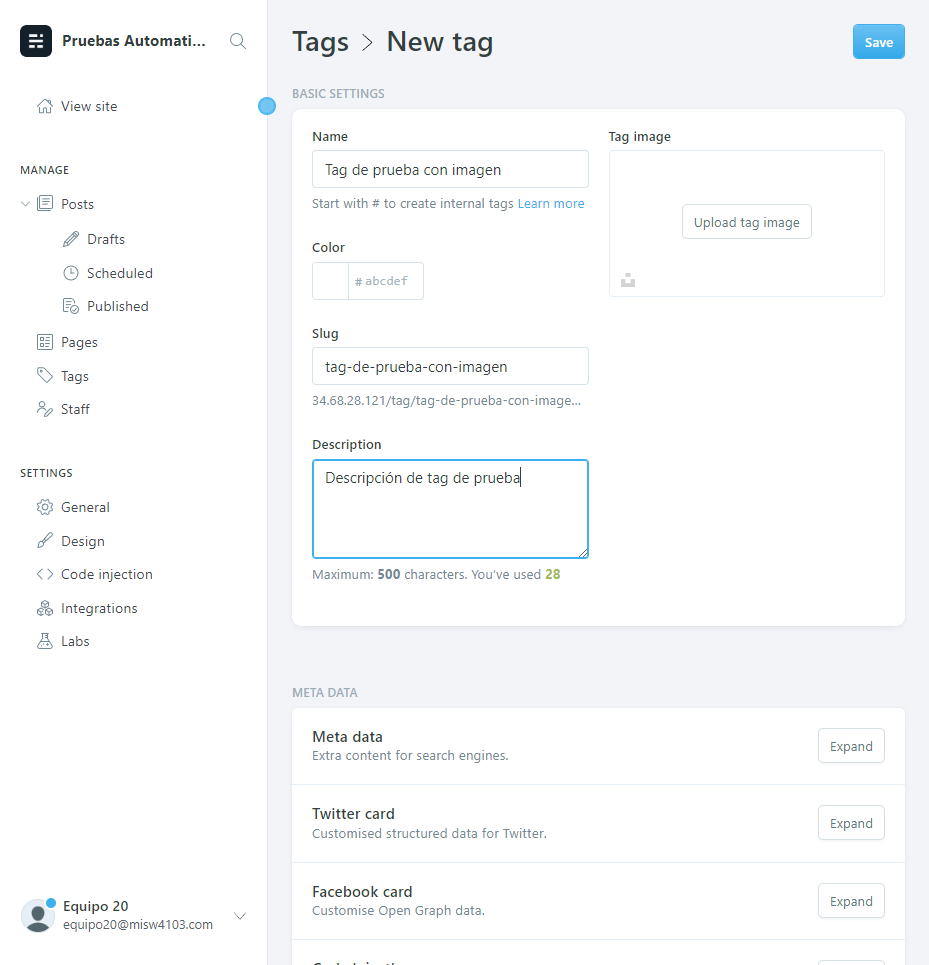 Pruebas Automati...
View site
MANAGE
Posts
Drafts
Scheduled
Published
Pages
Tags
Staff
SETTINGS
General
Design
Code injection
Integrations
Labs
Equipo 20
equipo20@misw4103.com
Tags > New tag
Save
BASIC SETTINGS
Name
Tag de prueba con imagen
Start with # to create internal tags Learn more
Color
# abcdef
Slug
tag-de-prueba-con-imagen
34.68.28.121/tag/tag-de-prueba-con-image...
Description
Descripción de tag de prueba
Maximum: 500 characters. You've used 28
Tag image
Upload tag image
META DATA
Meta data
Extra content for search engines.
Expand
Twitter card
Customised structured data for Twitter.
Expand
Facebook card
Customise Open Graph data.
Expand